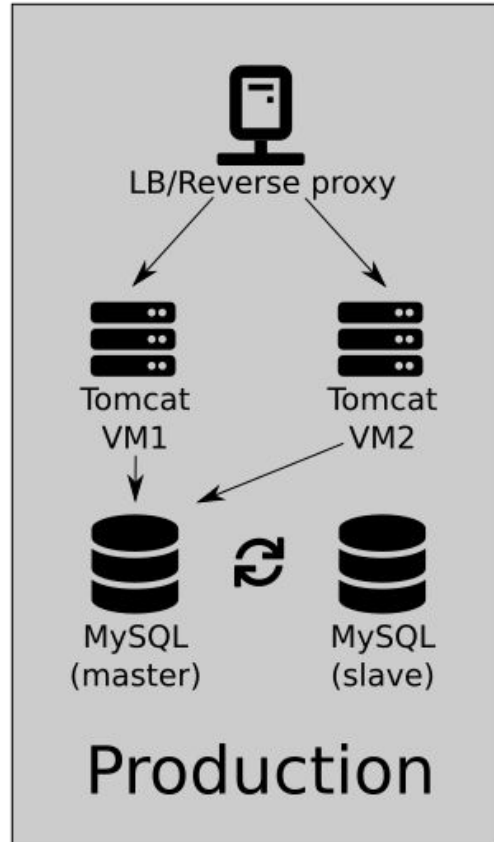 LB/Reverse proxy
Tomcat
VM1
Tomcat
VM2
MySQL
(master)
MySQL
(slave)
Production